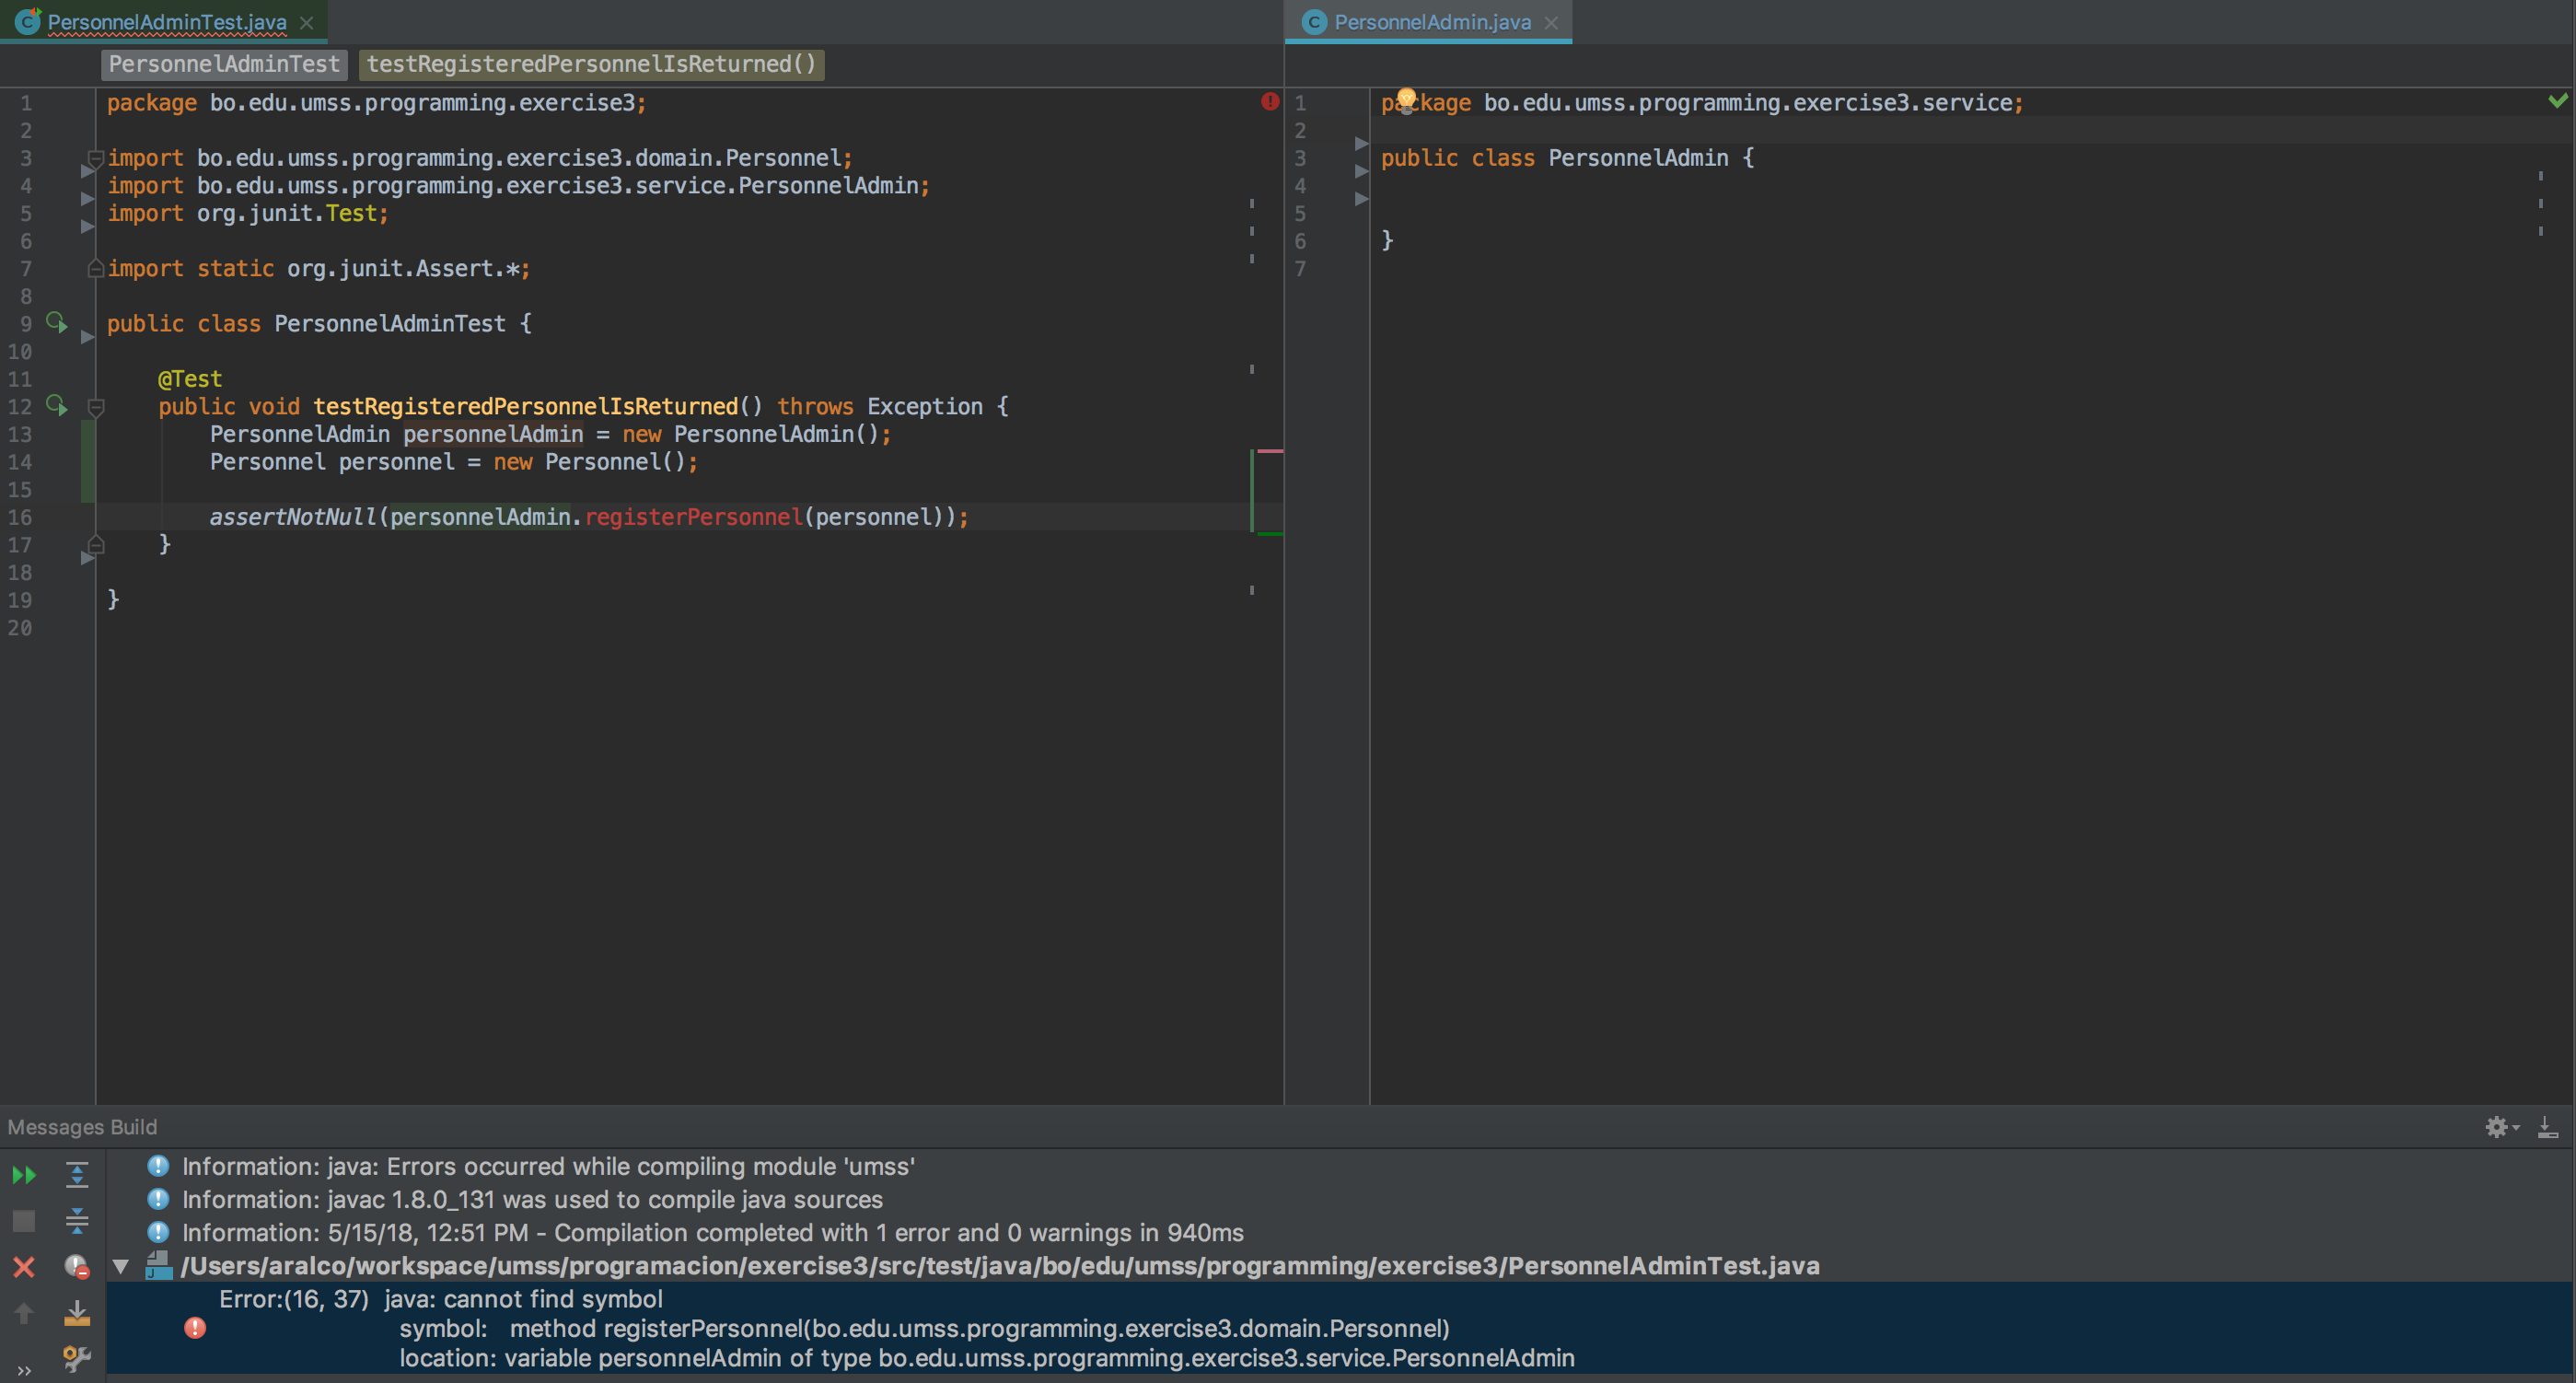 PersonnelAdminTest.java
PersonnelAdmin.java
PersonnelAdminTest testRegisteredPersonnelIsReturned()
1 package bo.edu.umss.programming.exercise3;
2
3 import bo.edu.umss.programming.exercise3.domain.Personnel;
4 import bo.edu.umss.programming.exercise3.service.PersonnelAdmin;
5 import org.junit.Test;
6
7 import static org.junit.Assert.*;
8
9 public class PersonnelAdminTest {
10
11 @Test
12 public void testRegisteredPersonnelIsReturned() throws Exception {
13 PersonnelAdmin personnelAdmin = new PersonnelAdmin();
14 Personnel personnel = new Personnel();
15
16 assertNotNull(personnelAdmin.registerPersonnel(personnel));
17 }
18
19 }
20
1 package bo.edu.umss.programming.exercise3.service;
2
3 public class PersonnelAdmin {
4
5
6 }
7
Messages Build
Information: java: Errors occurred while compiling module 'umss'
Information: javac 1.8.0_131 was used to compile java sources
Information: 5/15/18, 12:51 PM - Compilation completed with 1 error and 0 warnings in 940ms
/Users/aralco/workspace/umss/programacion/exercise3/src/test/java/bo/edu/umss/programming/exercise3/PersonnelAdminTest.java
Error:(16, 37) java: cannot find symbol
symbol: method registerPersonnel(bo.edu.umss.programming.exercise3.domain.Personnel)
location: variable personnelAdmin of type bo.edu.umss.programming.exercise3.service.PersonnelAdmin